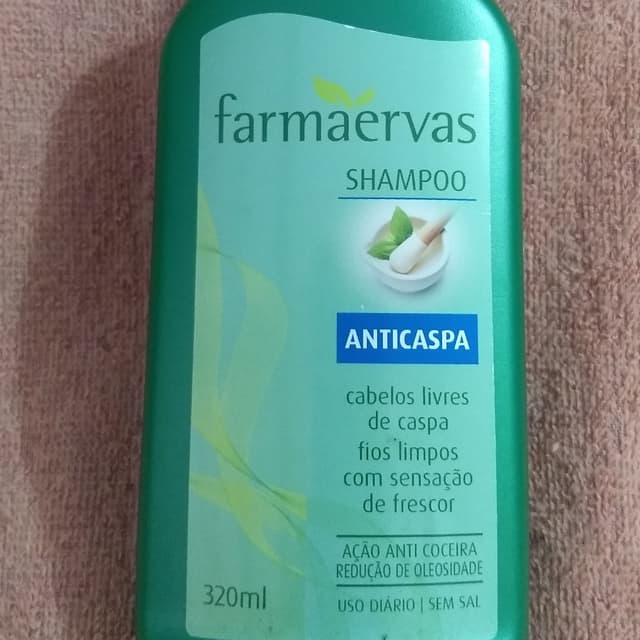 farmaervas
SHAMPOO
ANTICASPA
cabelos livres
de caspa
fios limpos
com sensação
de frescor
AÇÃO ANTI COCEIRA
REDUÇÃO DE OLEOSIDADE
320ml
USO DIÁRIO | SEM SAL